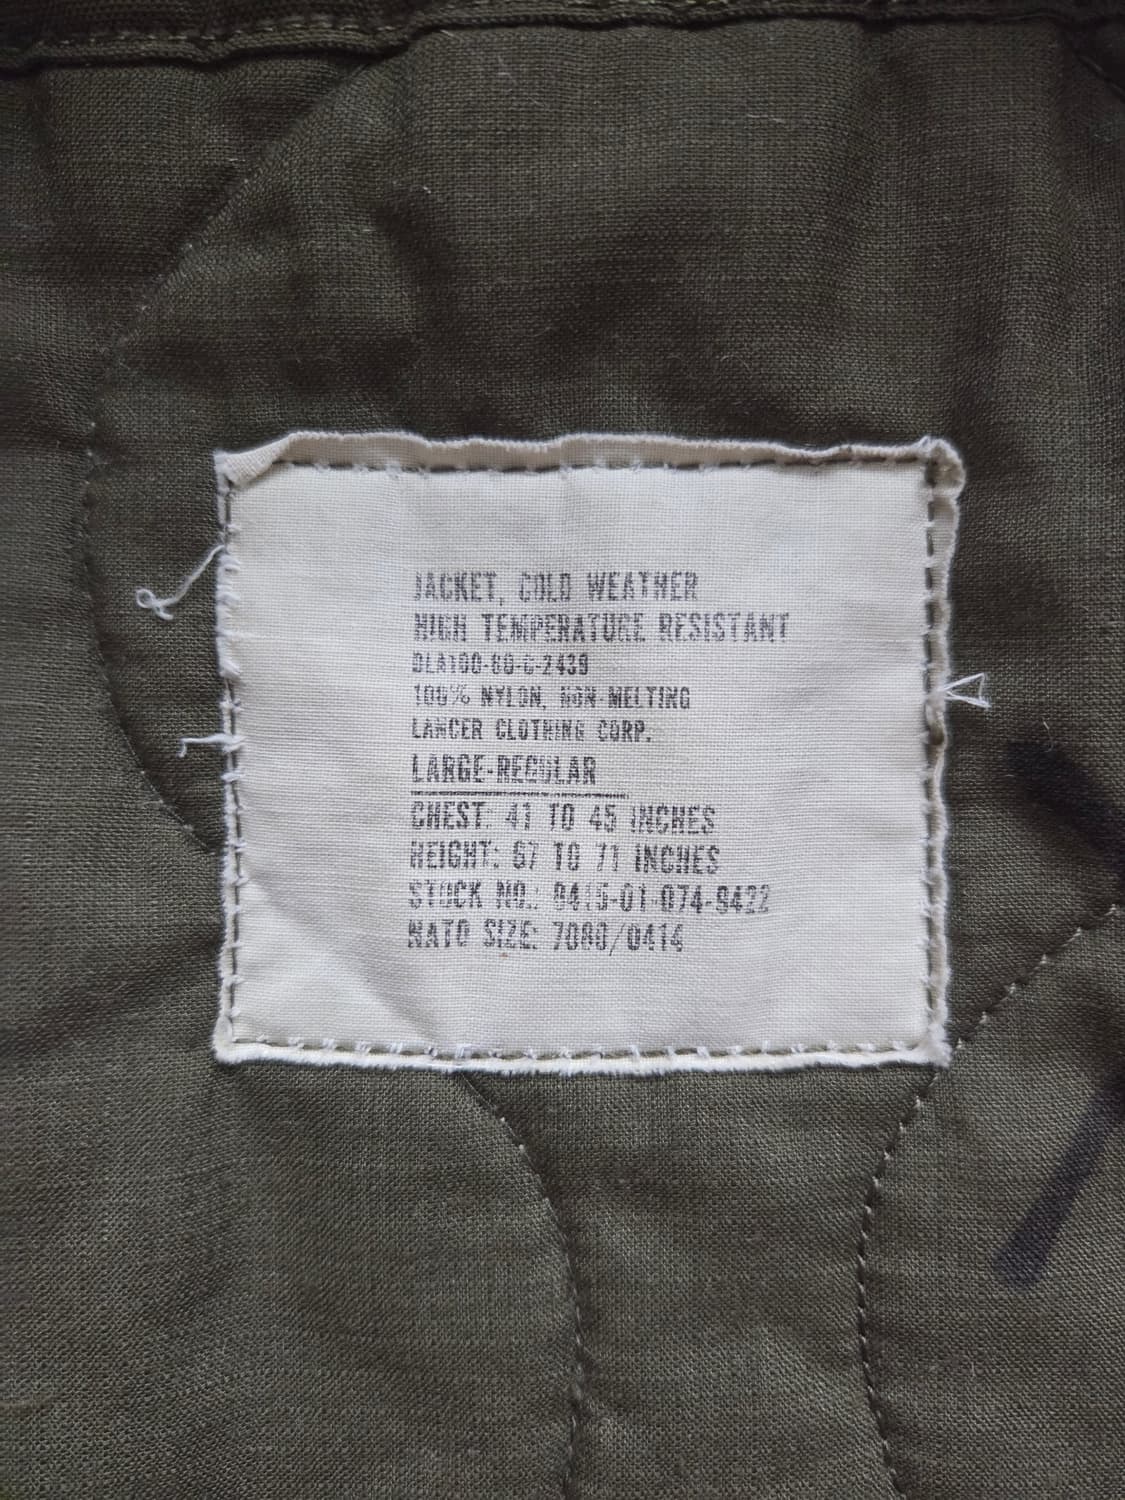 JACKET, COLD WEATHER
HIGH TEMPERATURE RESISTANT
DLA100-80-C-2439
100% NYLON, NON-MELTING
LANCER CLOTHING CORP.
LARGE-REGULAR
CHEST: 41 TO 45 INCHES
HEIGHT: 67 TO 71 INCHES
STOCK NO.: 8415-01-074-9422
NATO SIZE: 7080/0414